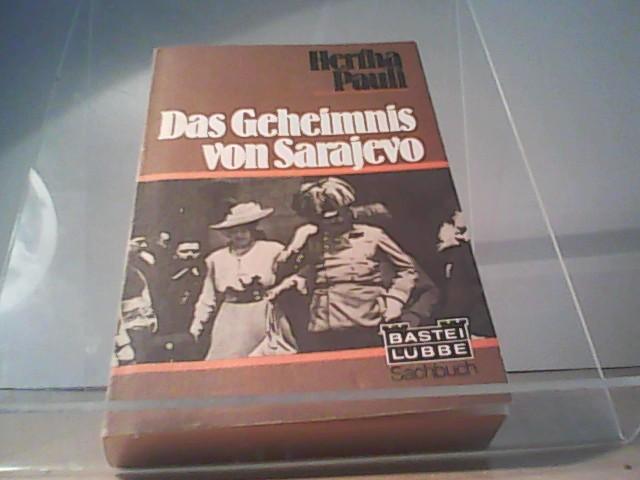 Hertha
Pauli
Das Geheimnis
von Sarajevo
BASTEI
LÜBBE
Sachbuch